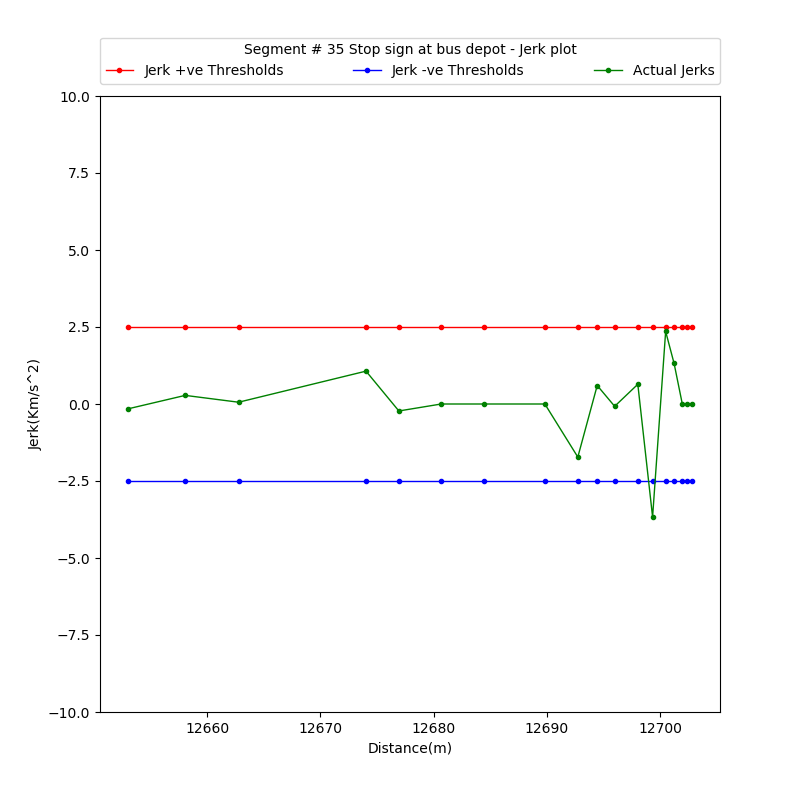 Segment # 35 Stop sign at bus depot - Jerk plot
Jerk +ve Thresholds Jerk -ve Thresholds Actual Jerks
10.0
7.5
5.0
2.5
0.0
−2.5
−5.0
−7.5
−10.0
Jerk(Km/s^2)
12660 12670 12680 12690 12700
Distance(m)